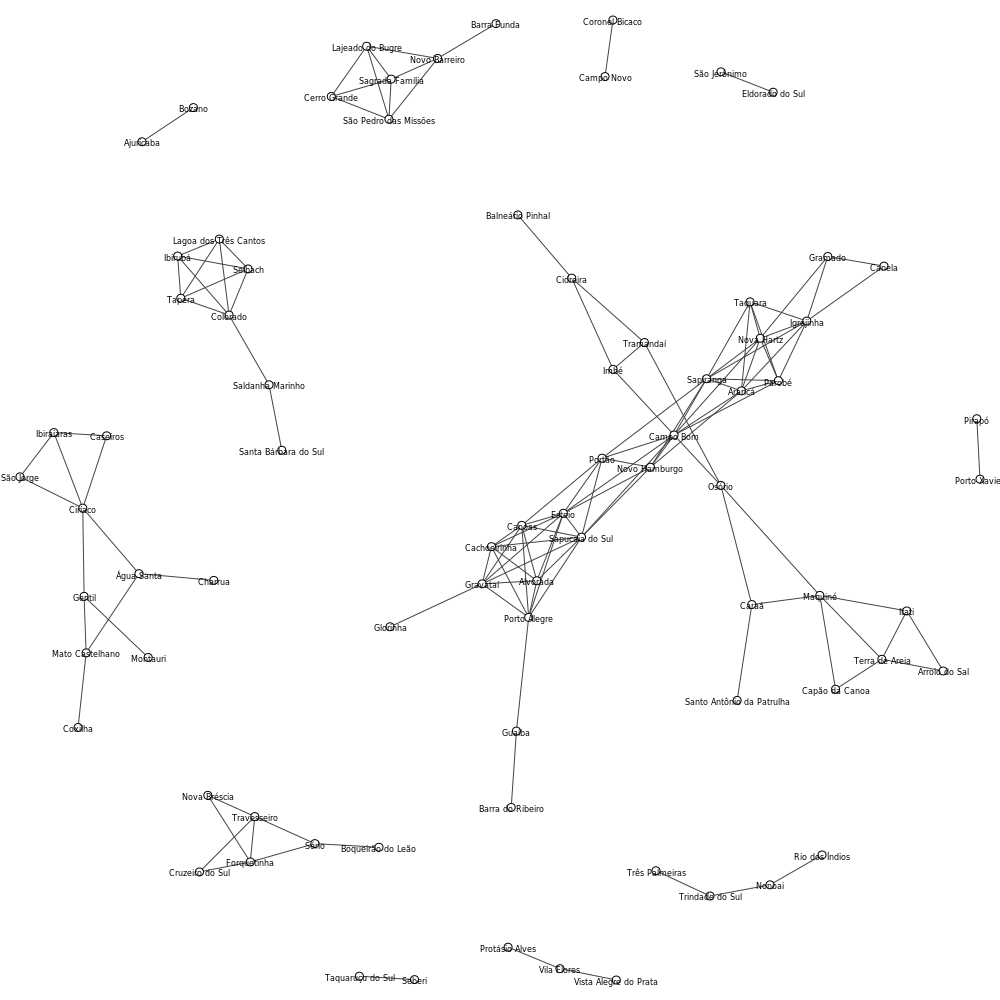 Coronel Bicaco
Barra Funda
Lajeado do Bugre
Novo Barreiro
São Jerônimo
Campo Novo
Sagrada Família
Eldorado do Sul
Cerro Grande
Bozano
São Pedro das Missões
Ajuricaba
Balneário Pinhal
Lagoa dos Três Cantos
Ibirubá
Gramado
Canela
Selbach
Cidreira
Tapera
Taquara
Colorado
Igrejinha
Nova Hartz
Tramandaí
Imbé
Sapiranga
Parobé
Saldanha Marinho
Araricá
Pirapó
Ibiraiaras
Caseiros
Campo Bom
Santa Bárbara do Sul
Portão
Novo Hamburgo
São Jorge
Porto Xavie
Osório
Ciríaco
Esteio
Canoas
Sapucaia do Sul
Cachoeirinha
Água Santa
Charrua
Gravataí
Alvorada
Gentil
Maquiné
Caraá
Itati
Porto Alegre
Glorinha
Mato Castelhano
Montauri
Terra de Areia
Arroio do Sal
Capão da Canoa
Santo Antônio da Patrulha
Coxilha
Guaíba
Nova Bréscia
Barra do Ribeiro
Travesseiro
Sério
Boqueirão do Leão
Rio dos Índios
Forquetinha
Cruzeiro do Sul
Três Palmeiras
Nonoai
Trindade do Sul
Protásio Alves
Vila Flores
Taquaruçu do Sul
Seberi
Vista Alegre do Prata